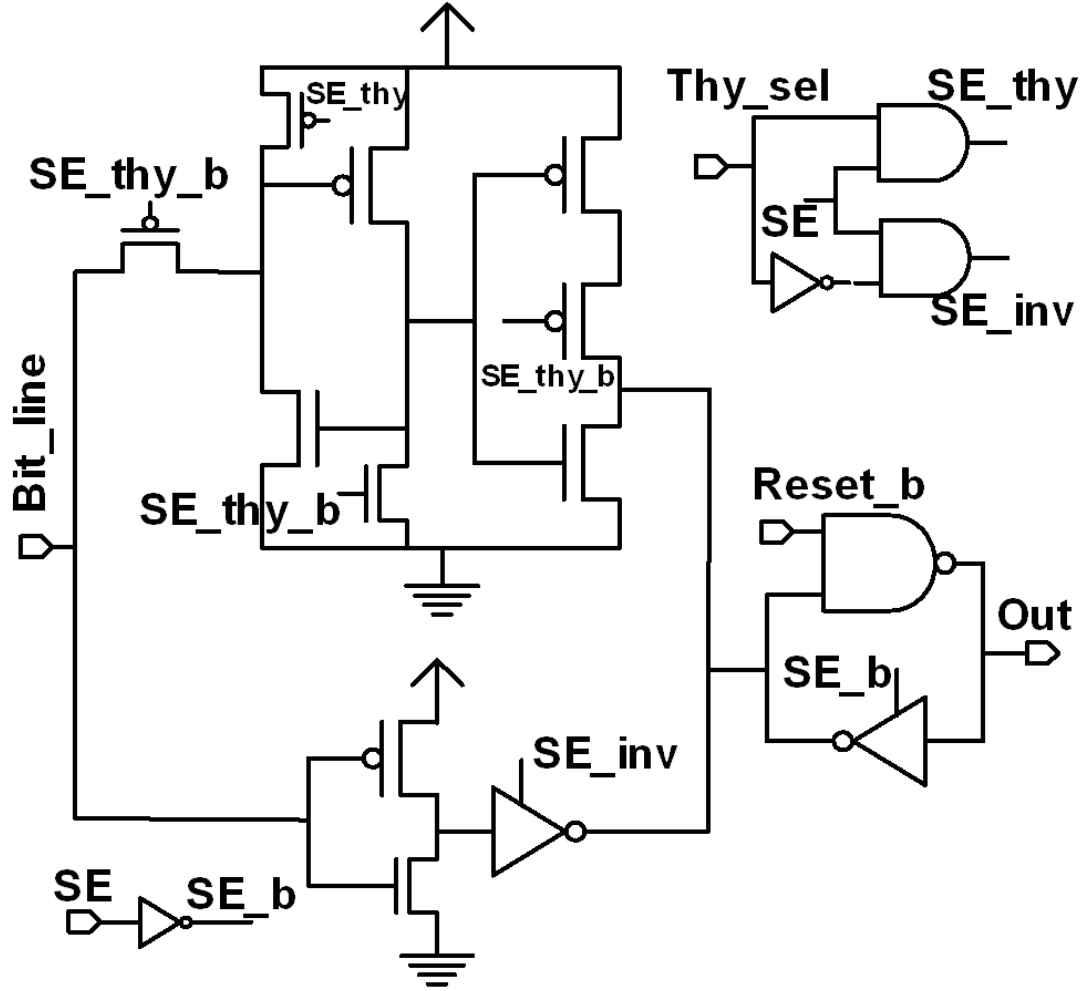 SE_thy
Thy_sel
SE_thy
SE_thy_b
SE
SE_inv
SE_thy_b
Bit_line
SE_thy_b
Reset_b
Out
SE_b
SE_inv
SE
SE_b